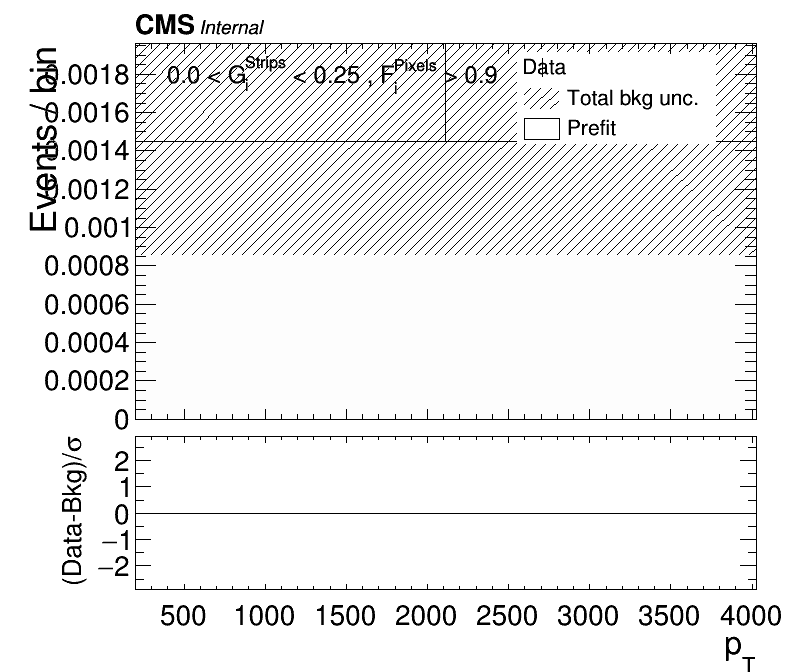 CMS Internal
0.0 < G_i^Strips < 0.25 , F_i^Pixels > 0.9
Data
Total bkg unc.
Prefit
Events / bin
0.0018
0.0016
0.0014
0.0012
0.001
0.0008
0.0006
0.0004
0.0002
0
(Data-Bkg)/σ
2
1
0
−1
−2
500 1000 1500 2000 2500 3000 3500 4000
p_T